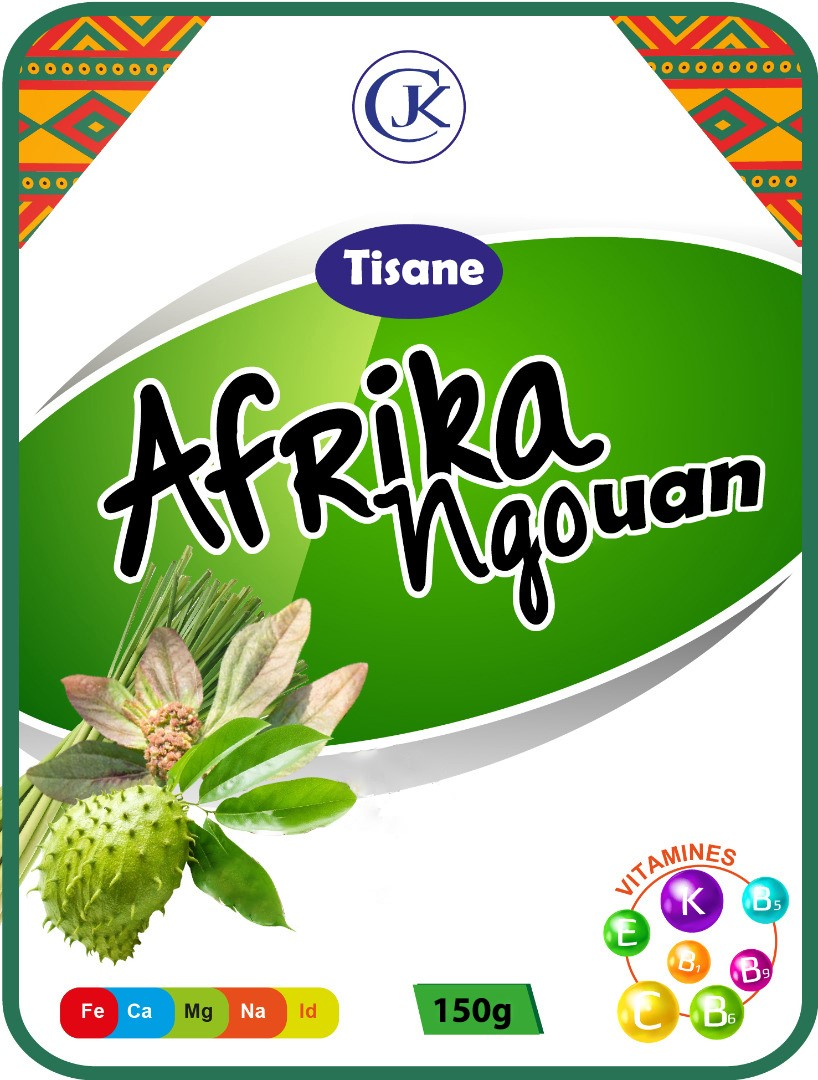 CJK
Tisane
Afrika
Ngouan
VITAMINES
K
B5
E
B1
B9
C
B6
Fe Ca Mg Na Id
150g